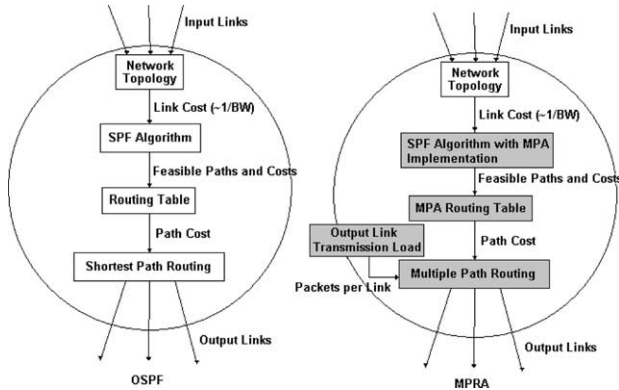 Input Links
Network
Topology
Link Cost (~1/BW)
SPF Algorithm
Feasible Paths and Costs
Routing Table
Path Cost
Shortest Path Routing
Output Links
OSPF
Input Links
Network
Topology
Link Cost (~1/BW)
SPF Algorithm with MPA
Implementation
Feasible Paths and Costs
MPA Routing Table
Output Link
Transmission Load
Path Cost
Packets per Link
Multiple Path Routing
Output Links
MPRA